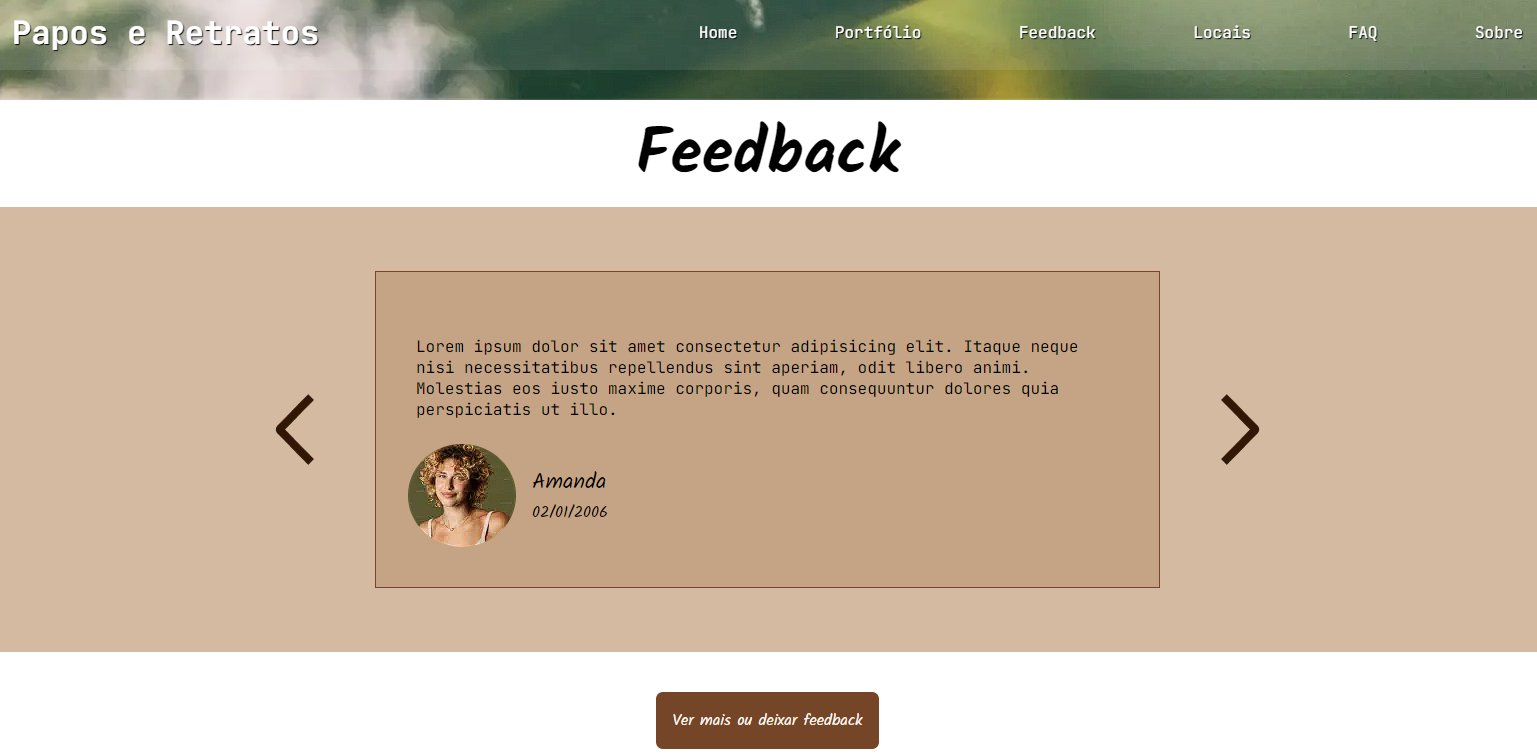 Papos e Retratos
Home Portfólio Feedback Locais FAQ Sobre
Feedback
Lorem ipsum dolor sit amet consectetur adipisicing elit. Itaque neque
nisi necessitatibus repellendus sint aperiam, odit libero animi.
Molestias eos iusto maxime corporis, quam consequuntur dolores quia
perspiciatis ut illo.
Amanda
02/01/2006
Ver mais ou deixar feedback